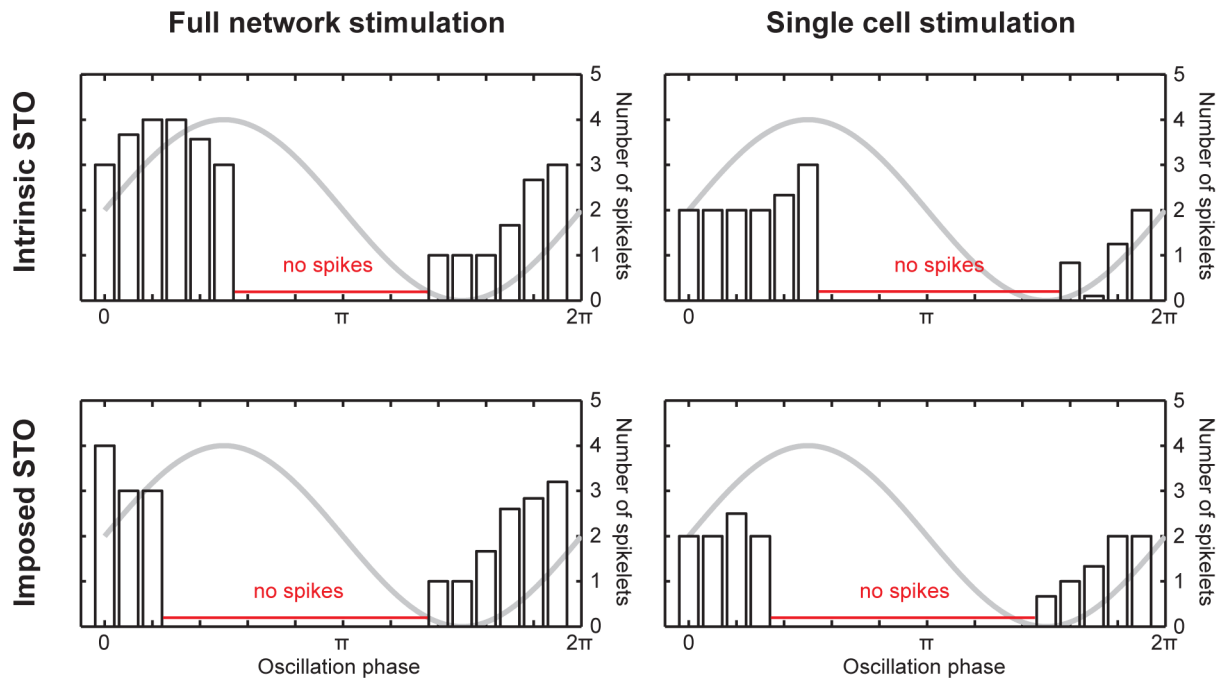 Full network stimulation
Single cell stimulation
Intrinsic STO
5
4
3
2
1
0
Number of spikelets
no spikes
0
π
2π
5
4
3
2
1
0
Number of spikelets
no spikes
0
π
2π
Imposed STO
5
4
3
2
1
0
Number of spikelets
no spikes
0
π
2π
Oscillation phase
5
4
3
2
1
0
Number of spikelets
no spikes
0
π
2π
Oscillation phase